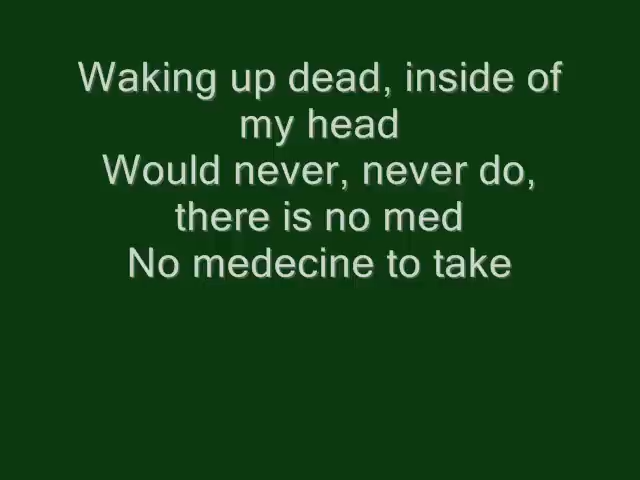 Waking up dead, inside of
my head
Would never, never do,
there is no med
No medecine to take